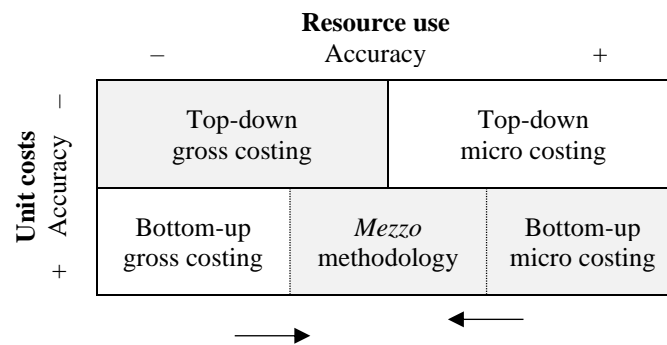 Resource use
– Accuracy +
Unit costs
+ Accuracy –
Top-down
gross costing
Top-down
micro costing
Bottom-up
gross costing
Mezzo
methodology
Bottom-up
micro costing